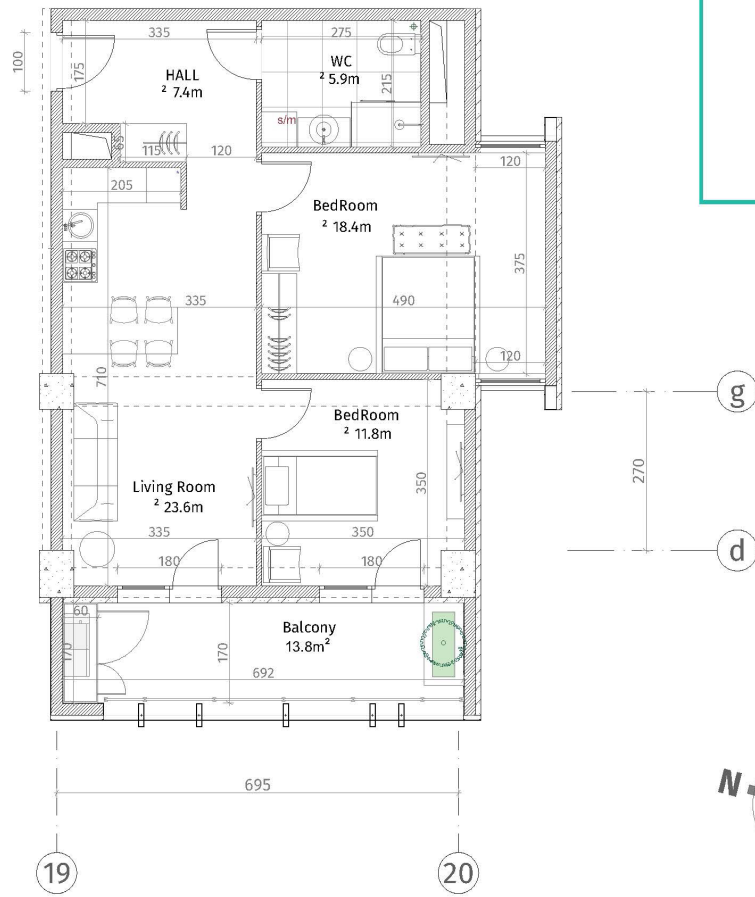 335
275
100
175
HALL
² 7.4m
WC
² 5.9m
215
s/m
65
115
120
120
205
BedRoom
² 18.4m
375
335
490
120
710
g
BedRoom
² 11.8m
270
350
Living Room
² 23.6m
335
350
d
180
180
60
170
Balcony
13.8m²
170
692
N
695
19
20